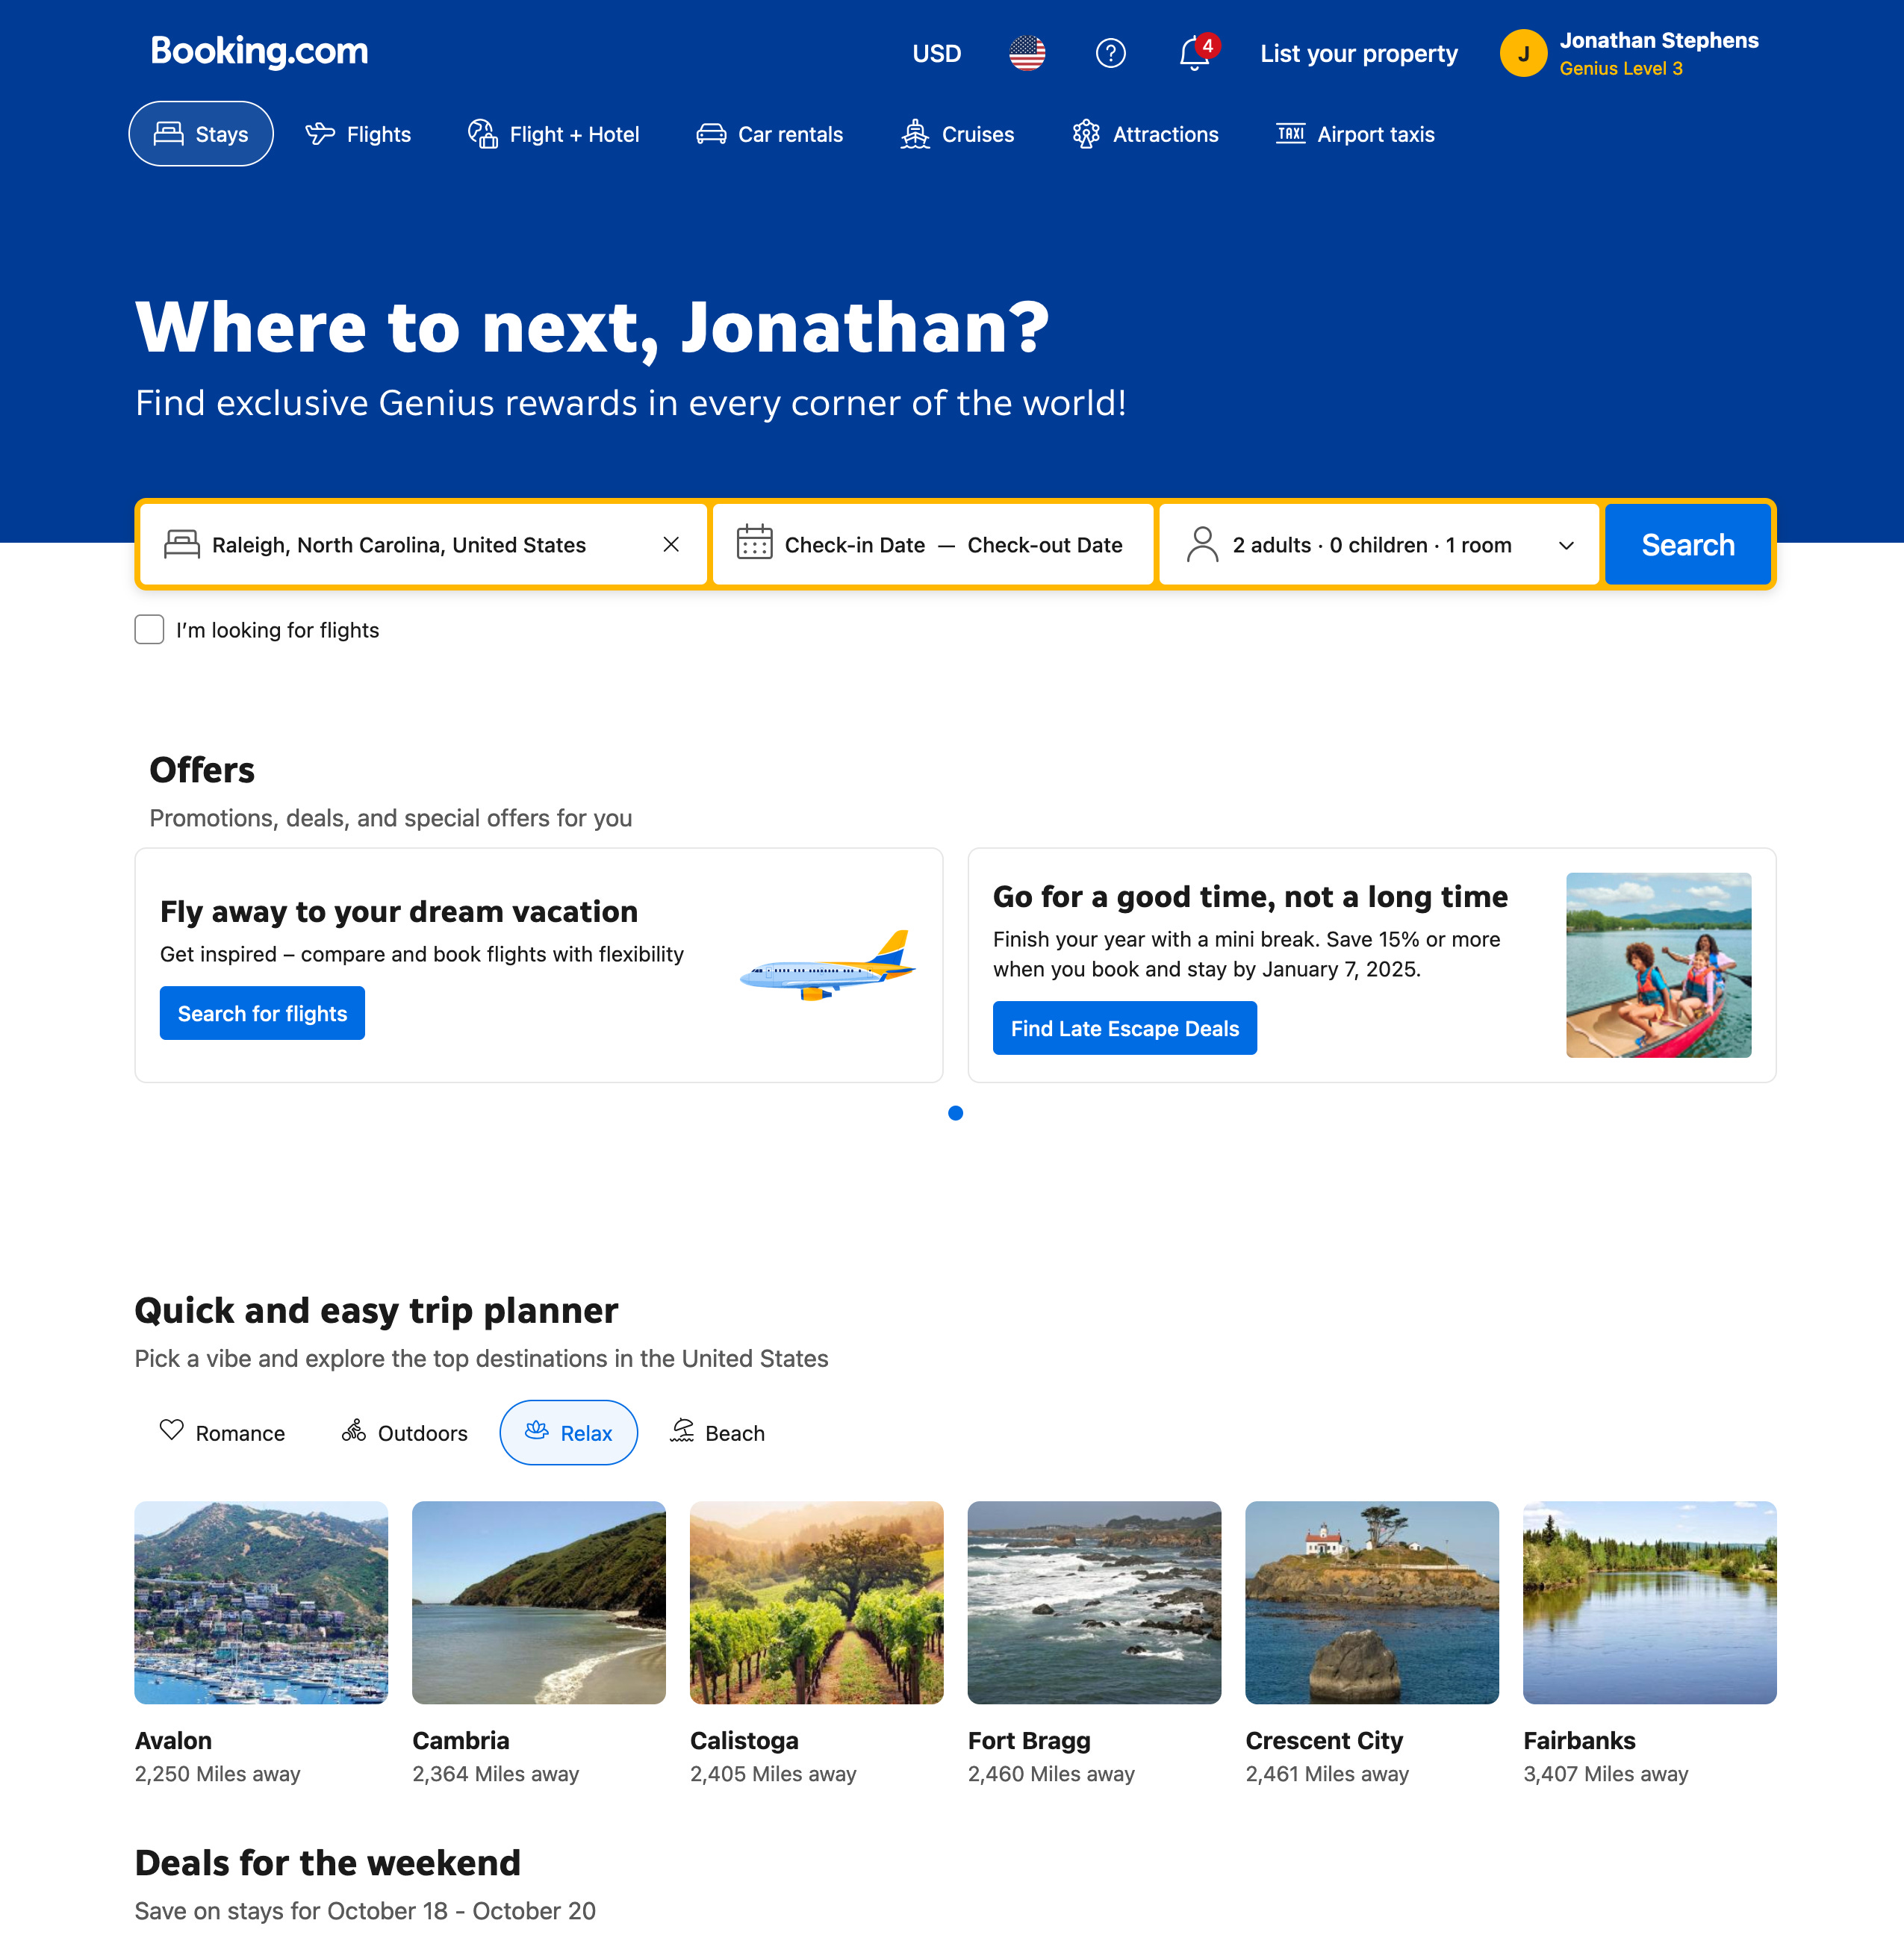 Booking.com
USD
4
List your property
J
Jonathan Stephens
Genius Level 3
Stays
Flights
Flight + Hotel
Car rentals
Cruises
Attractions
TAXI
Airport taxis
Where to next, Jonathan?
Find exclusive Genius rewards in every corner of the world!
Raleigh, North Carolina, United States
Check-in Date — Check-out Date
2 adults · 0 children · 1 room
Search
I’m looking for flights
Offers
Promotions, deals, and special offers for you
Fly away to your dream vacation
Get inspired – compare and book flights with flexibility
Search for flights
Go for a good time, not a long time
Finish your year with a mini break. Save 15% or more
when you book and stay by January 7, 2025.
Find Late Escape Deals
Quick and easy trip planner
Pick a vibe and explore the top destinations in the United States
Romance
Outdoors
Relax
Beach
Avalon
2,250 Miles away
Cambria
2,364 Miles away
Calistoga
2,405 Miles away
Fort Bragg
2,460 Miles away
Crescent City
2,461 Miles away
Fairbanks
3,407 Miles away
Deals for the weekend
Save on stays for October 18 - October 20